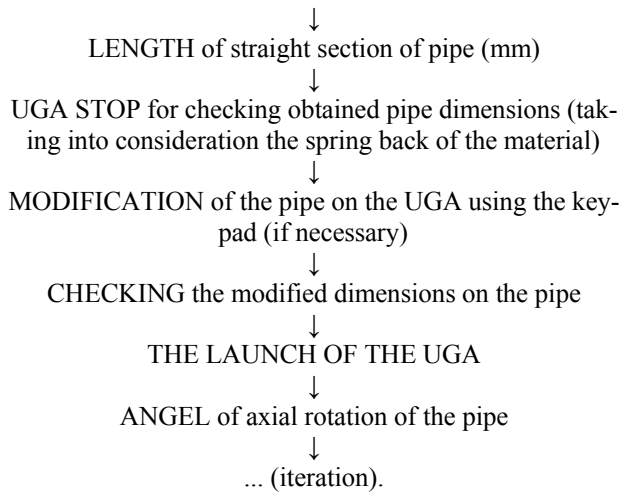 ↓
LENGTH of straight section of pipe (mm)
↓
UGA STOP for checking obtained pipe dimensions (tak-
ing into consideration the spring back of the material)
↓
MODIFICATION of the pipe on the UGA using the key-
pad (if necessary)
↓
CHECKING the modified dimensions on the pipe
↓
THE LAUNCH OF THE UGA
↓
ANGEL of axial rotation of the pipe
↓
... (iteration).